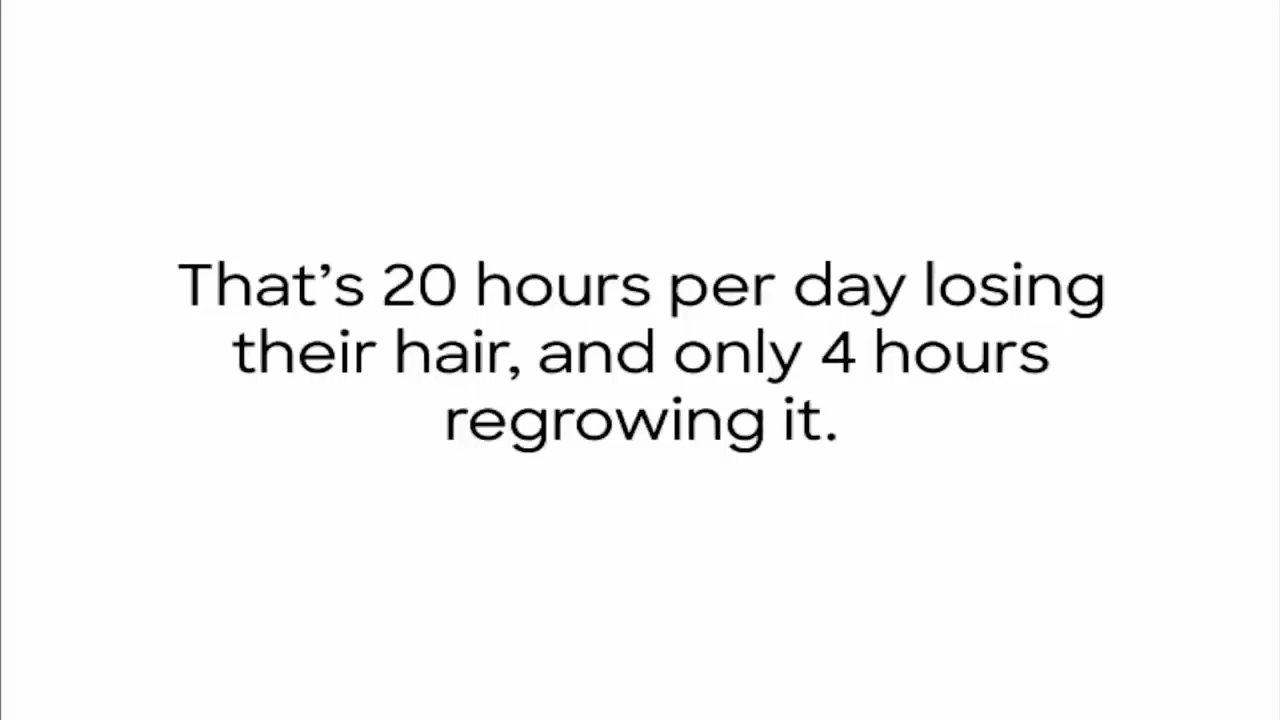 That’s 20 hours per day losing
their hair, and only 4 hours
regrowing it.